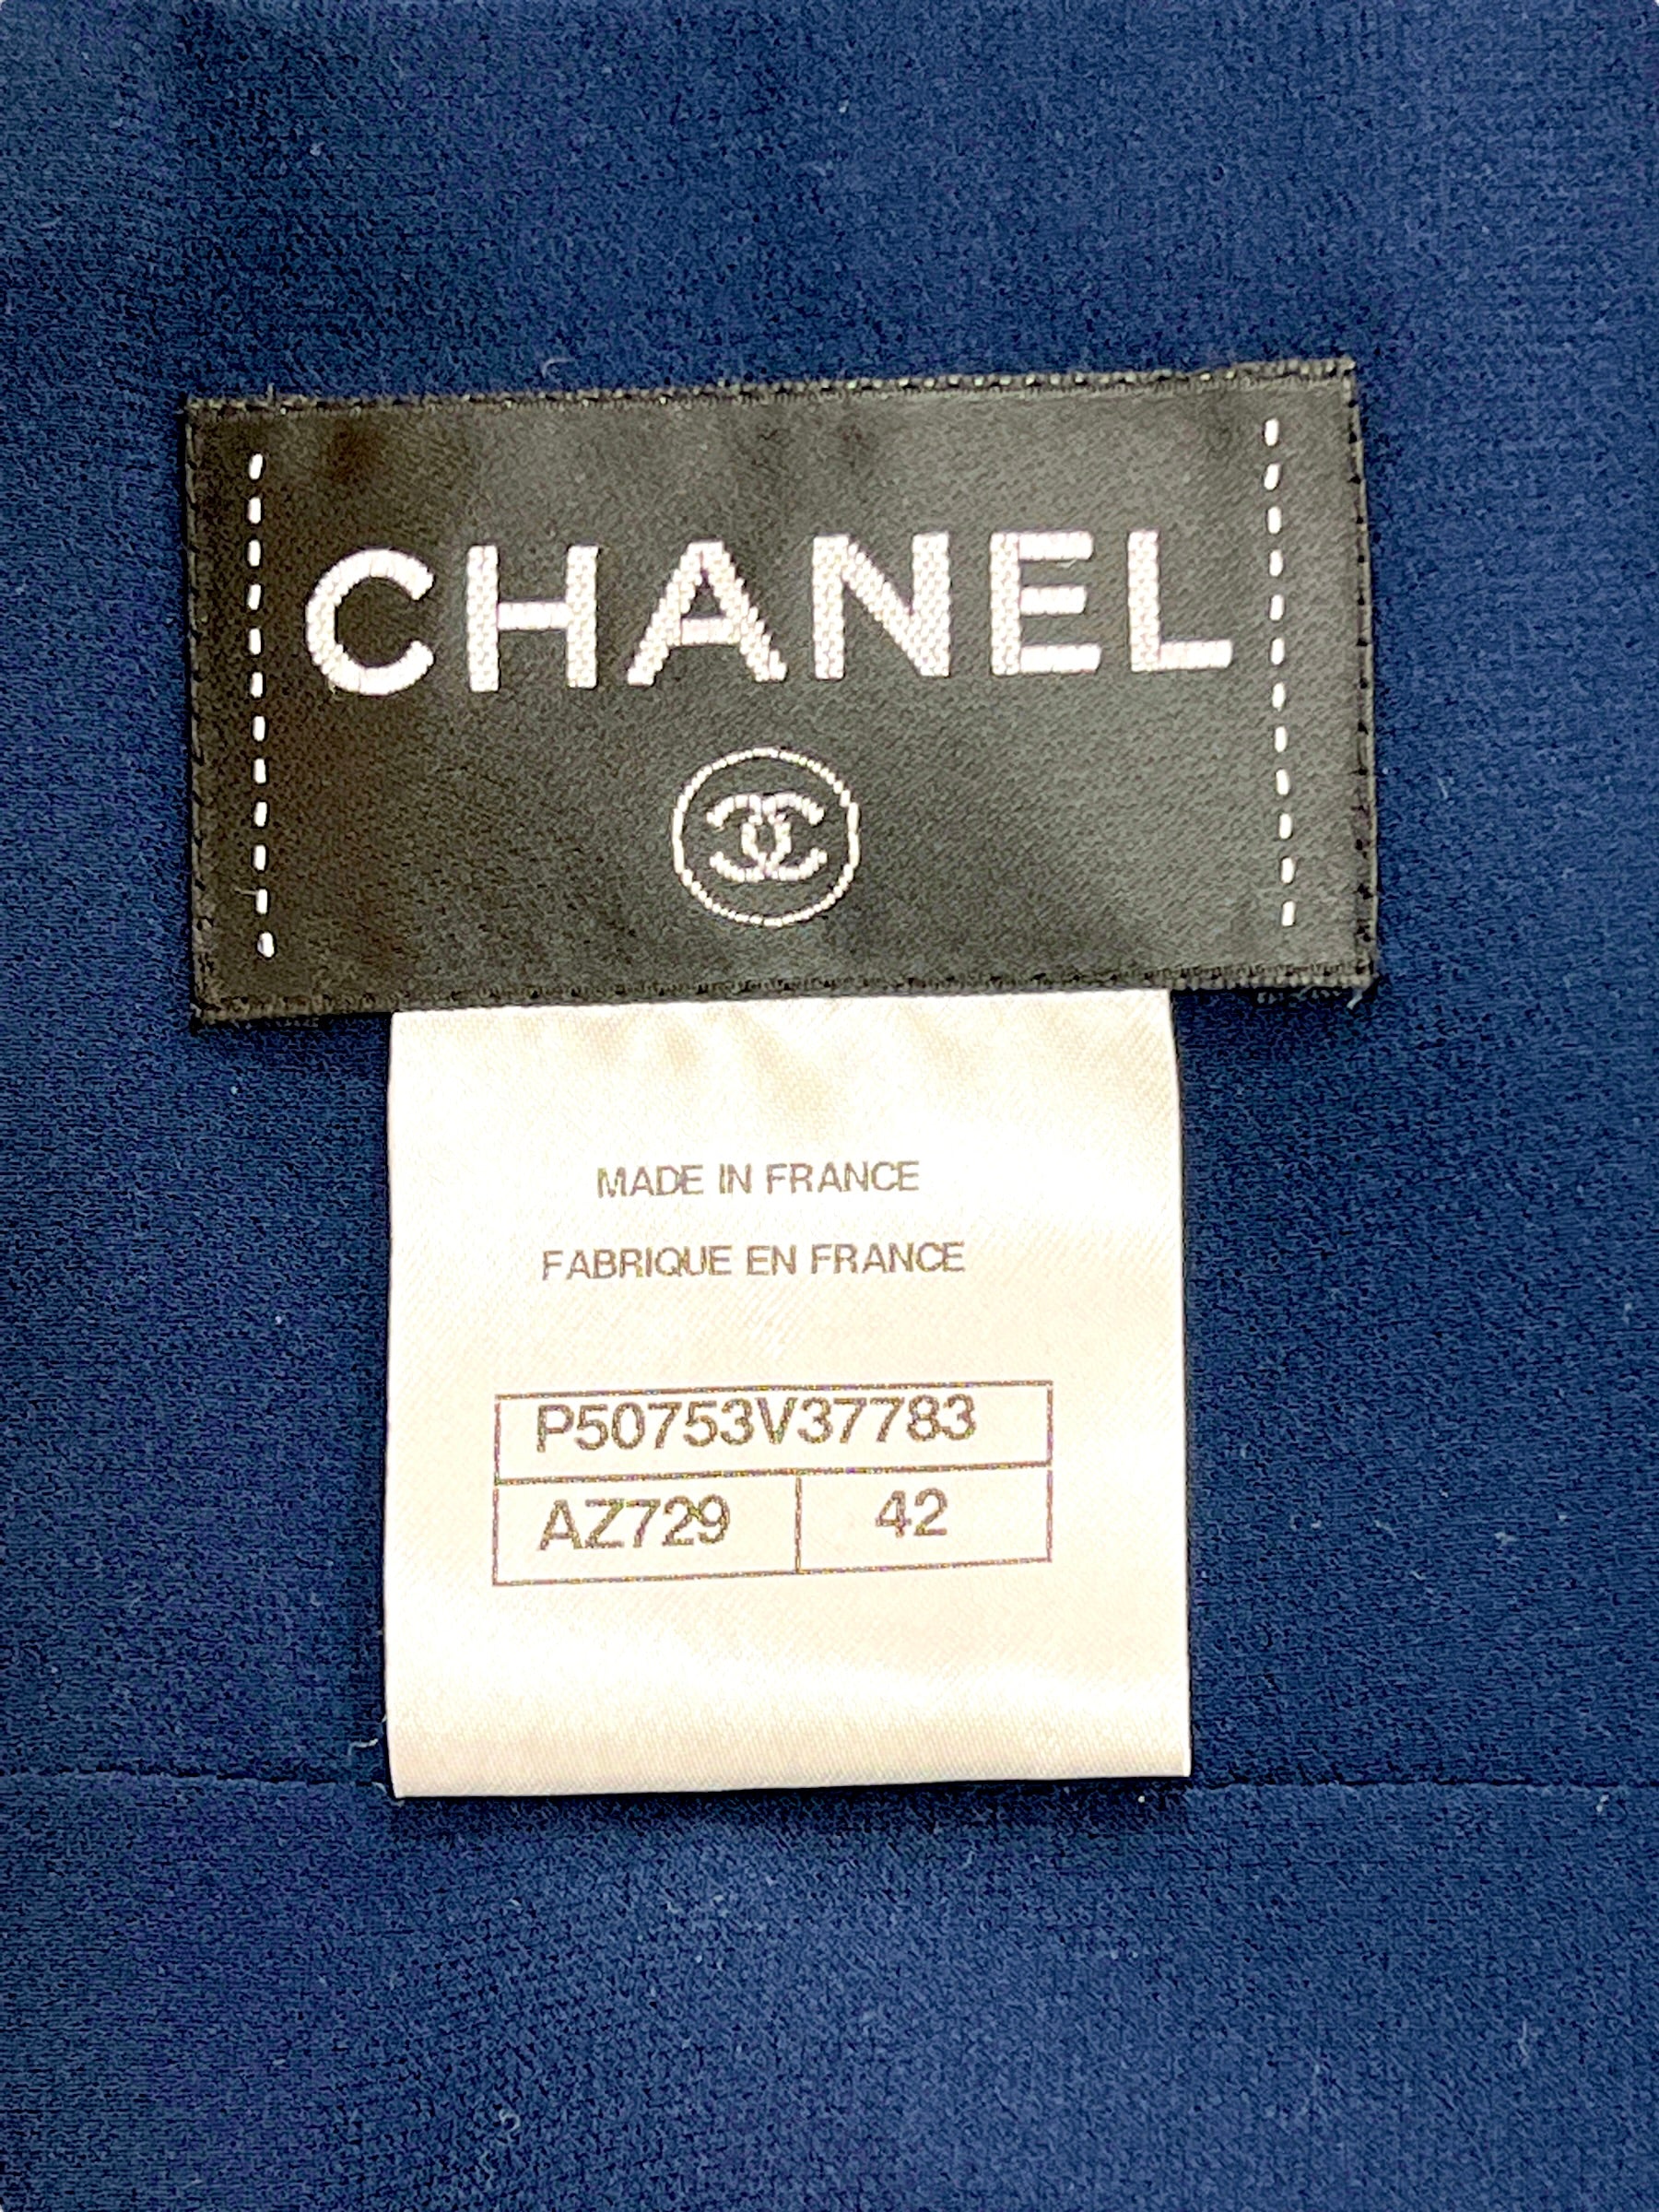 CHANEL
MADE IN FRANCE
FABRIQUE EN FRANCE
P50753V37783
AZ729 42